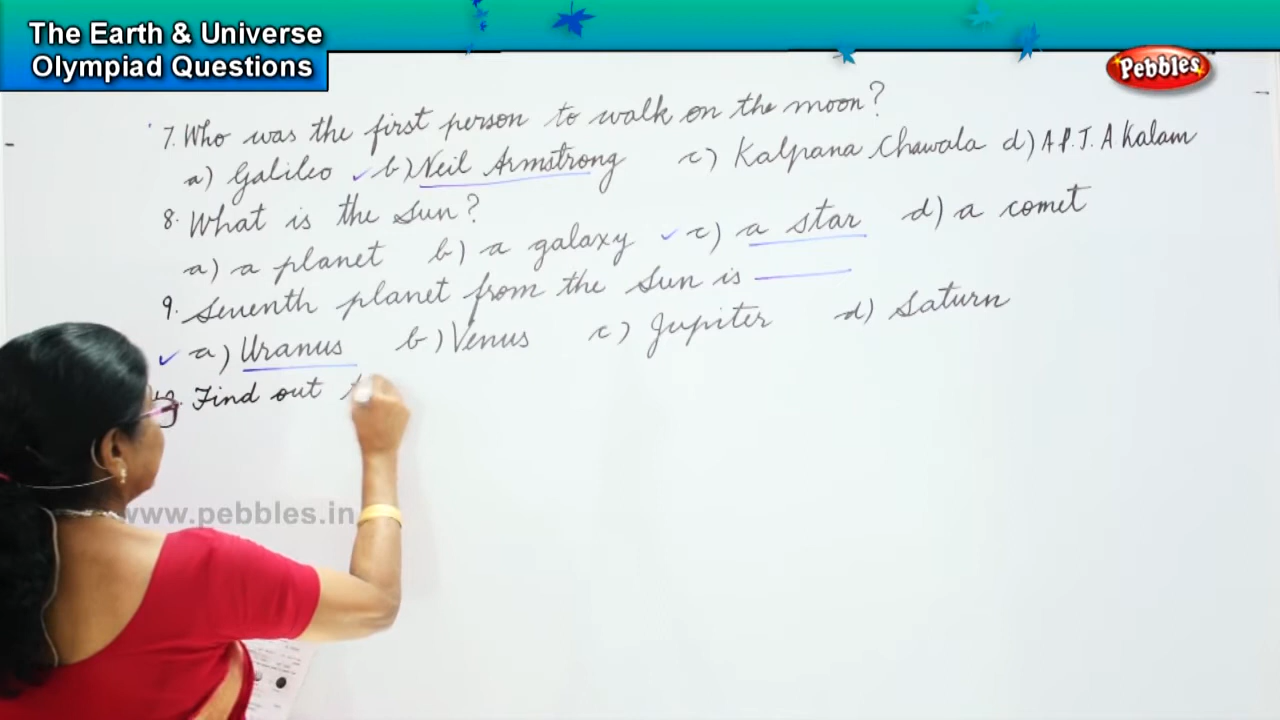 The Earth & Universe
Olympiad Questions
Pebbles
7. Who was the first person to walk on the moon?
a) Galileo ✓ b) Neil Armstrong c) Kalpana Chawala d) A P. J. A Kalam
8. What is the Sun?
a) a planet b) a galaxy ✓ c) a star d) a comet
9. Seventh planet from the Sun is ______
✓ a) Uranus b) Venus c) Jupiter d) Saturn
Find out
www.pebbles.in